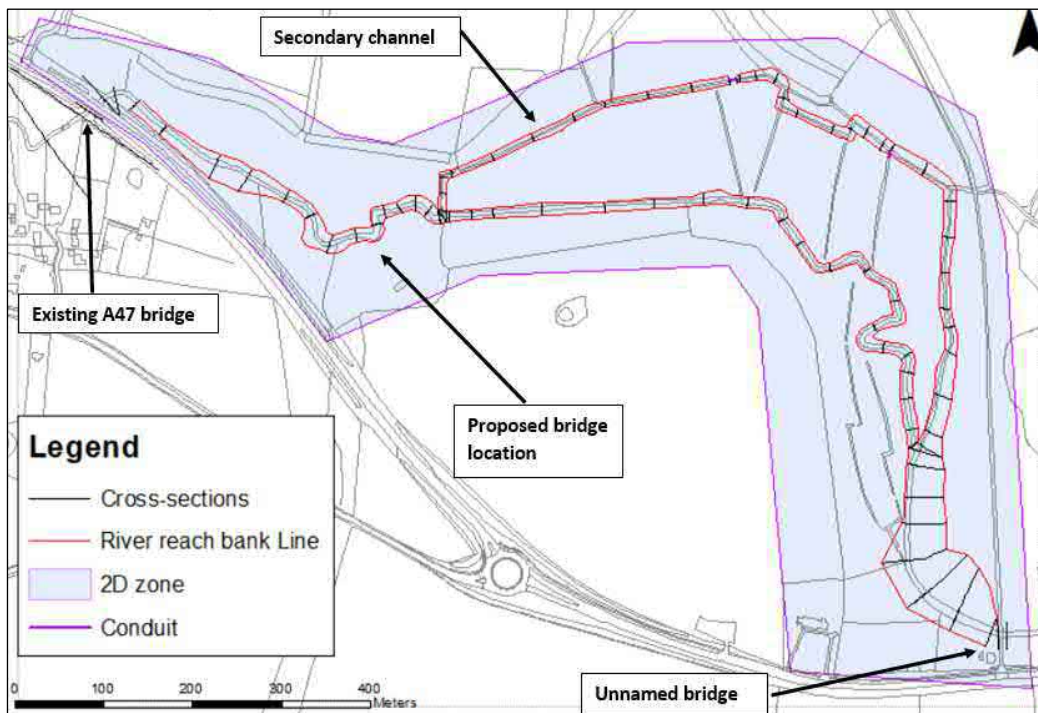 Secondary channel
Existing A47 bridge
Proposed bridge
location
Legend
Cross-sections
River reach bank Line
2D zone
Conduit
0 100 200 300 400
Meters
Unnamed bridge